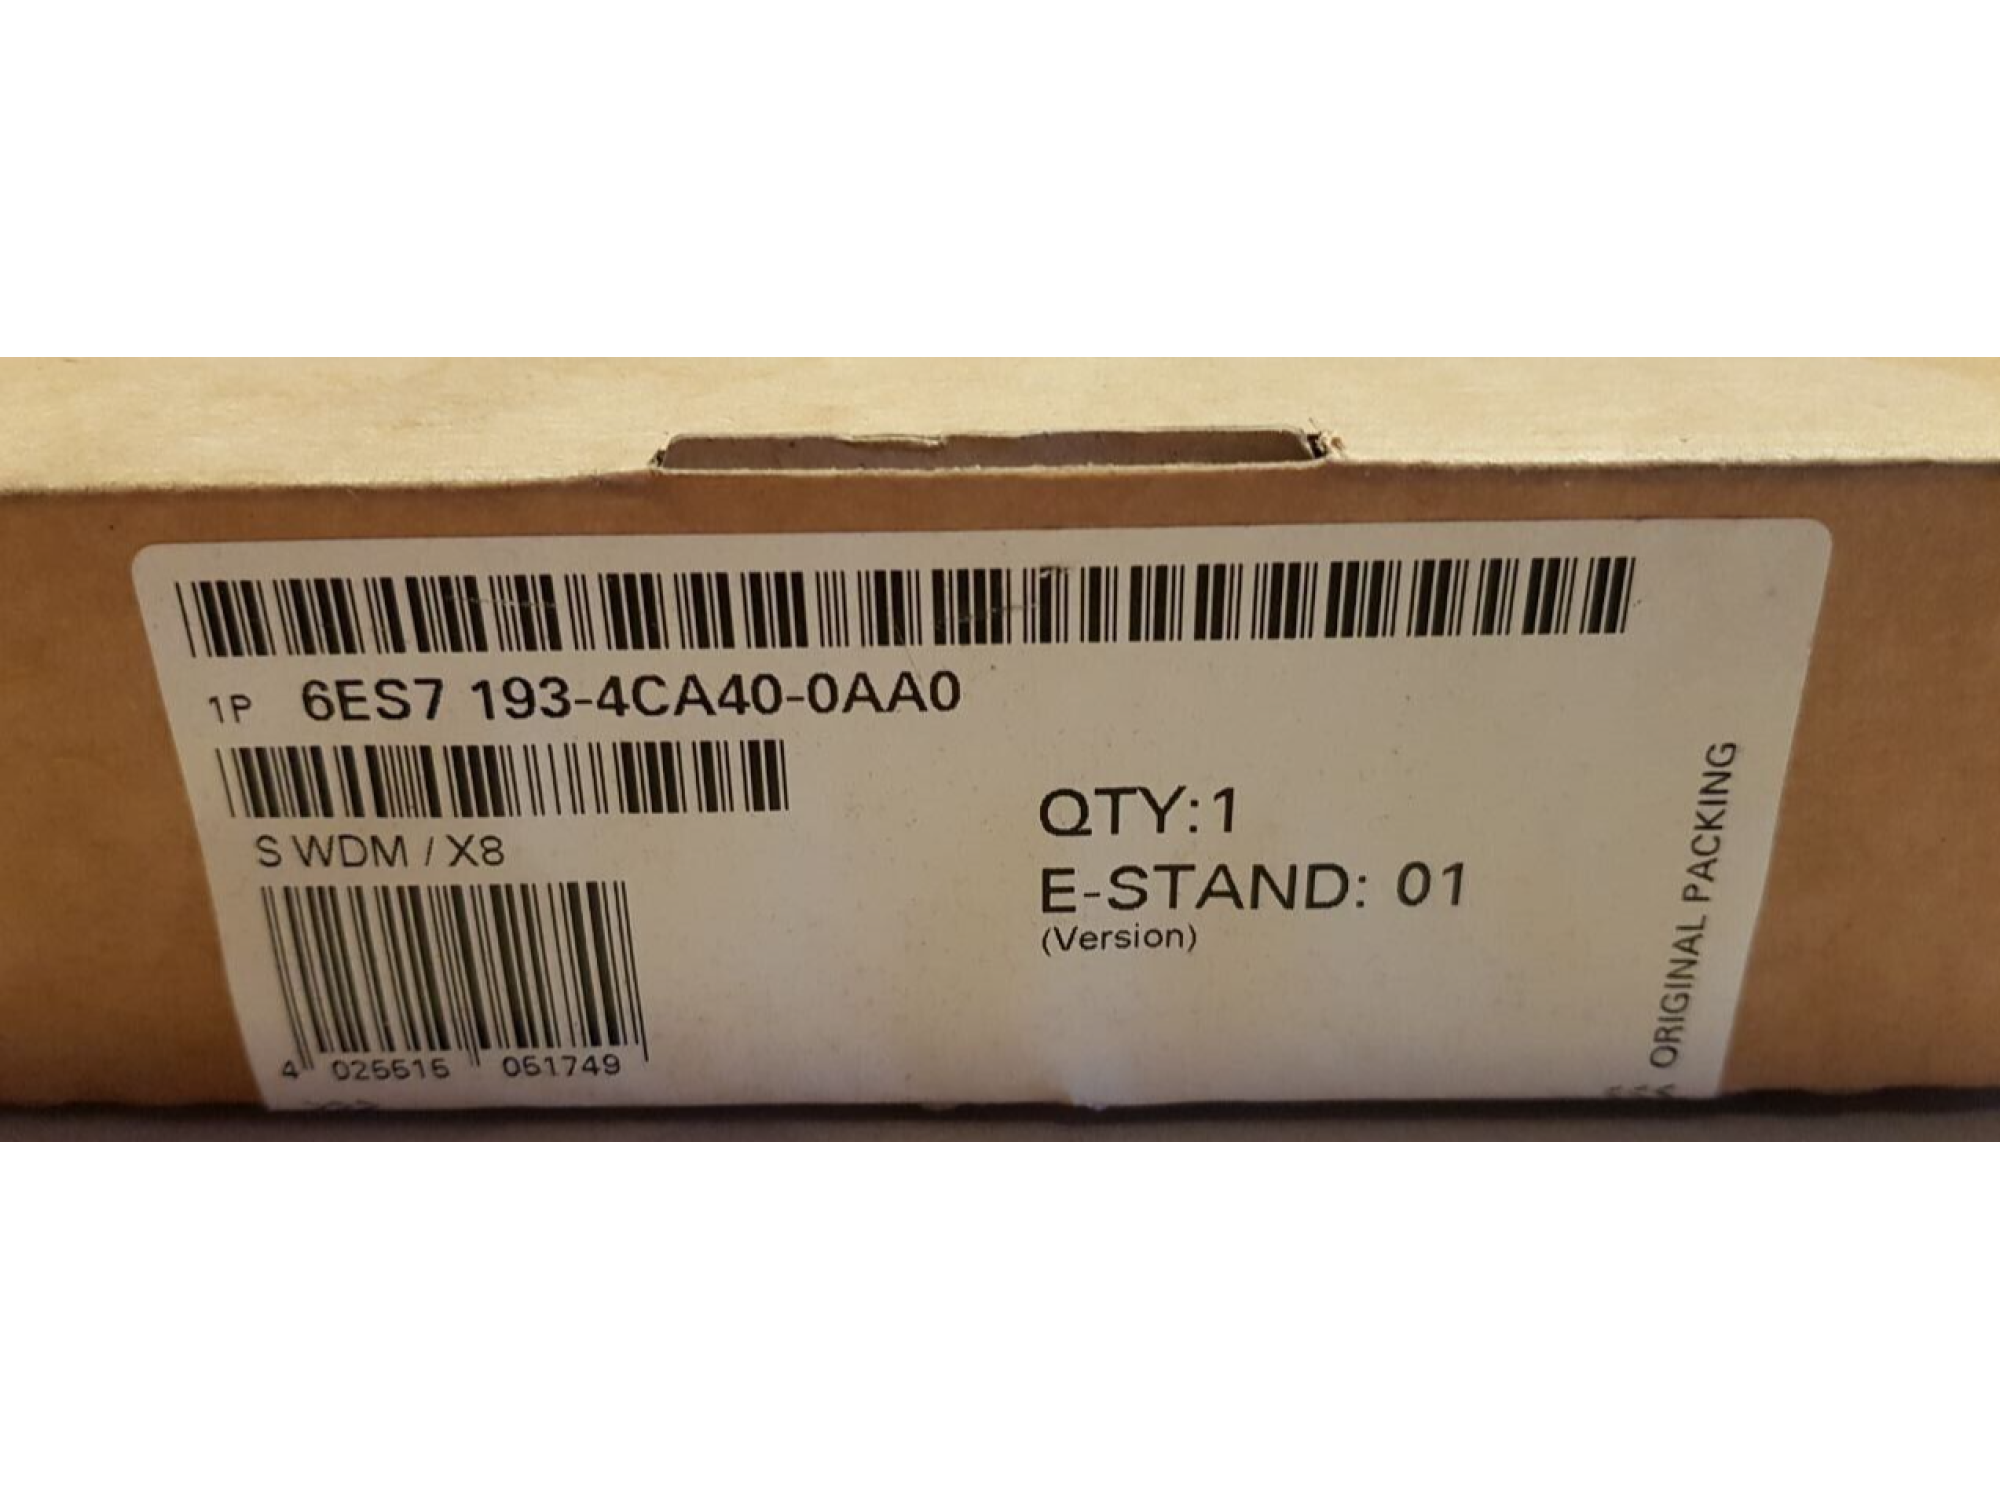 1P 6ES7 193-4CA40-0AA0
S WDM / X8
QTY:1
E-STAND: 01
(Version)
4 025515 051749
ORIGINAL PACKING